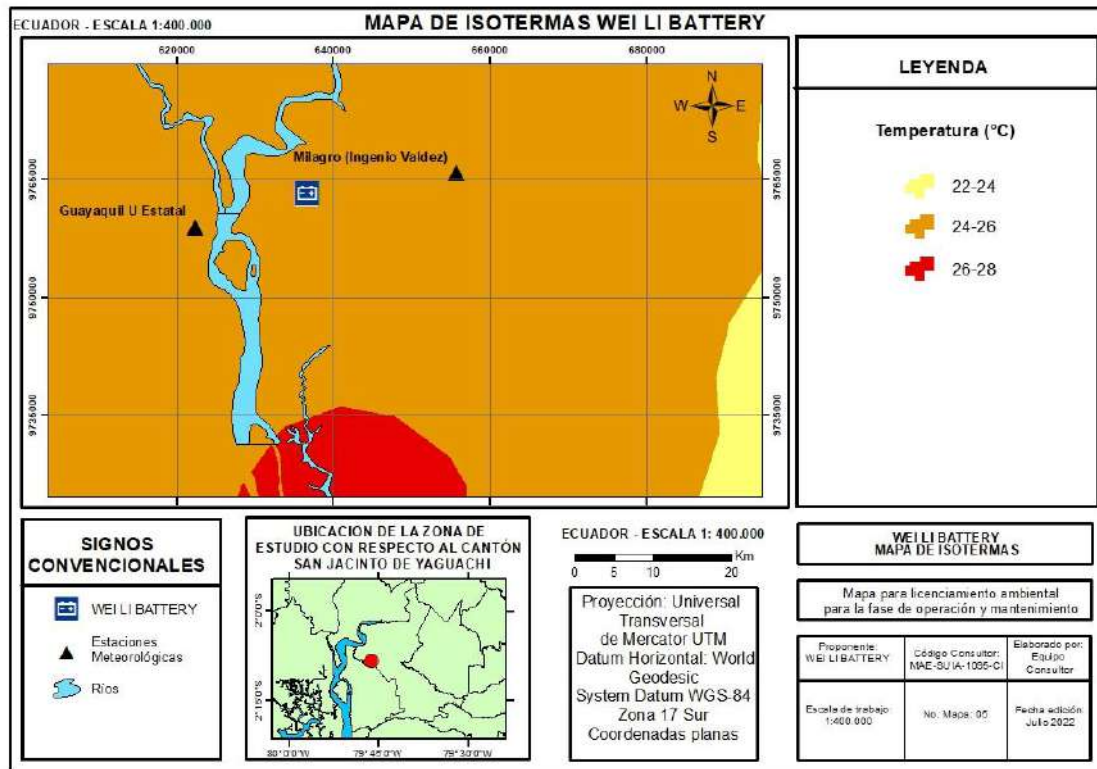 ECUADOR - ESCALA 1:400.000
MAPA DE ISOTERMAS WEI LI BATTERY
620000
640000
660000
680000
N
W
E
S
9765000
9765000
Milagro (Ingenio Valdez)
Guayaquil U Estatal
9750000
9750000
9735000
9735000
LEYENDA
Temperatura (°C)
22-24
24-26
26-28
SIGNOS
CONVENCIONALES
WEI LI BATTERY
Estaciones
Meteorológicas
Ríos
UBICACION DE LA ZONA DE
ESTUDIO CON RESPECTO AL CANTÓN
SAN JACINTO DE YAGUACHI
2°0'0"S
2°15'0"S
80°0'0"W
79°45'0"W
79°30'0"W
ECUADOR - ESCALA 1: 400.000
Km
0 5 10 20
Proyección: Universal
Transversal
de Mercator UTM
Datum Horizontal: World
Geodesic
System Datum WGS-84
Zona 17 Sur
Coordenadas planas
WEI LI BATTERY
MAPA DE ISOTERMAS
Mapa para licenciamiento ambiental
para la fase de operación y mantenimiento
Proponente:
WEI LI BATTERY
Código Consultor:
MAE-SUIA-1095-CI
Elaborado por:
Equipo
Consultor
Escala de trabajo:
1:400.000
No. Mapa: 05
Fecha edición:
Julio 2022